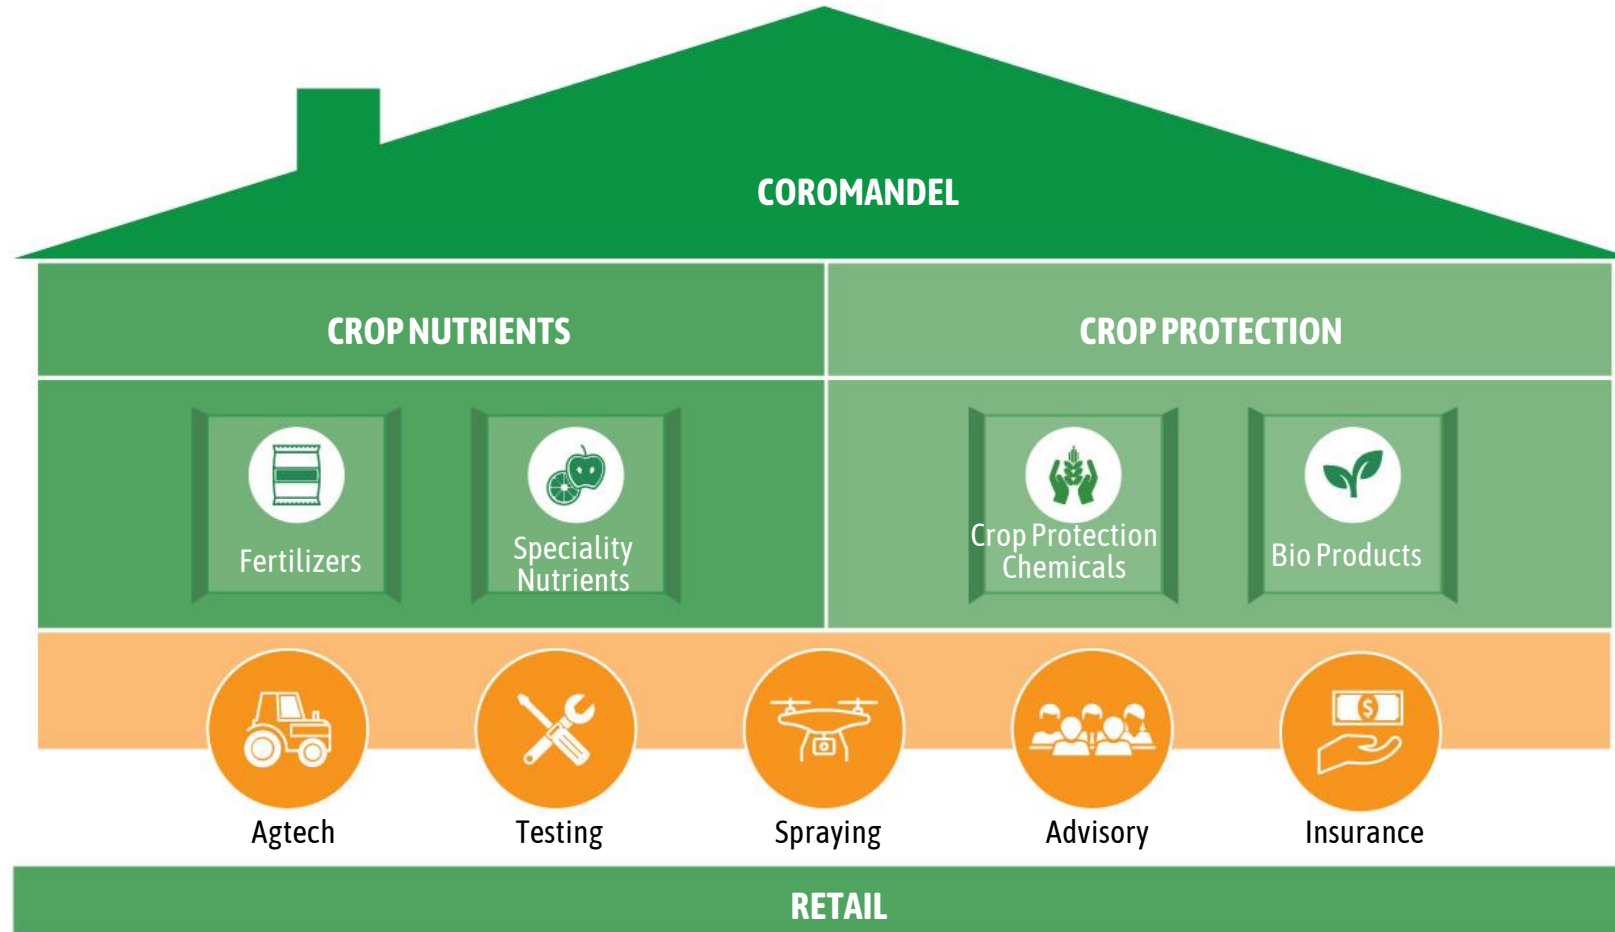 COROMANDEL
CROP NUTRIENTS
CROP PROTECTION
Fertilizers
Speciality
Nutrients
Crop Protection
Chemicals
Bio Products
$
Agtech
Testing
Spraying
Advisory
Insurance
RETAIL